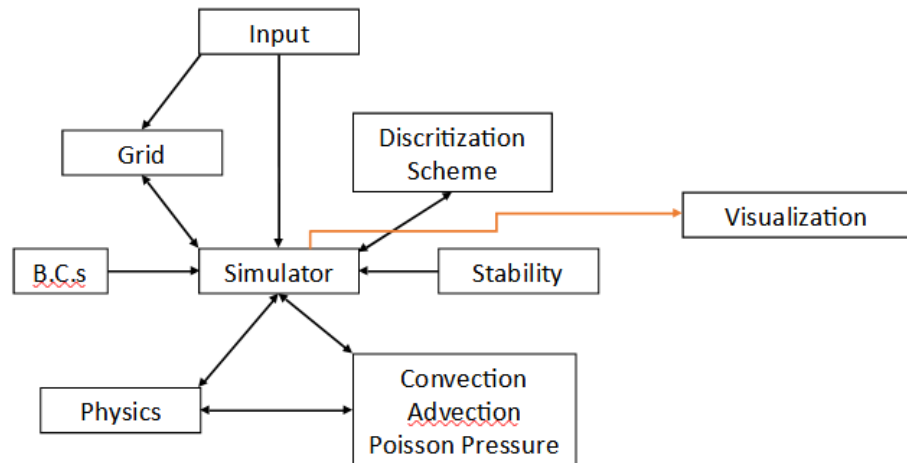 Input
Grid
Discritization
Scheme
Visualization
B.C.s
Simulator
Stability
Physics
Convection
Advection
Poisson Pressure